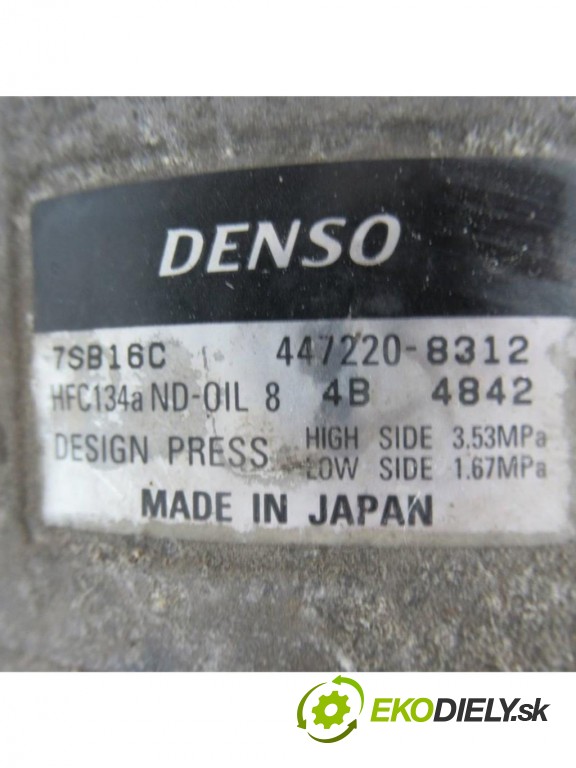 DENSO
7SB16C 447220-8312
HFC134a ND-OIL 8 4B 4842
DESIGN PRESS HIGH SIDE 3.53MPa
LOW SIDE 1.67MPa
MADE IN JAPAN
EKODIELY.sk